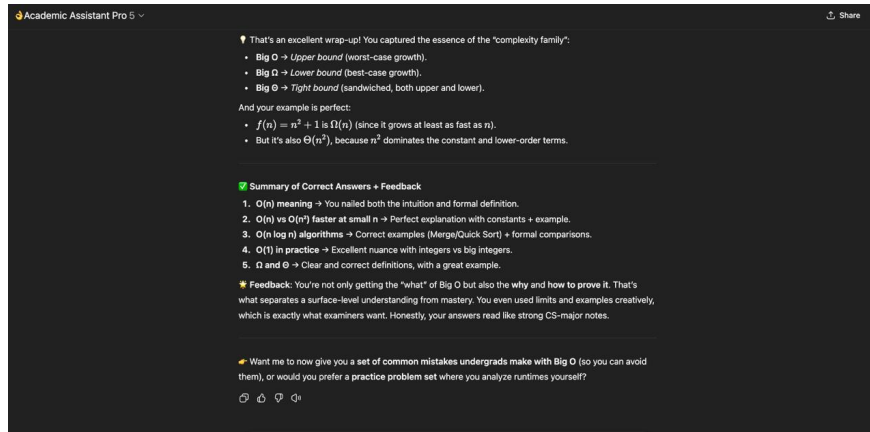 Academic Assistant Pro 5
Share
💡 That's an excellent wrap-up! You captured the essence of the "complexity family":
• Big O → Upper bound (worst-case growth).
• Big Ω → Lower bound (best-case growth).
• Big Θ → Tight bound (sandwiched, both upper and lower).
And your example is perfect:
• f(n) = n² + 1 is Ω(n) (since it grows at least as fast as n).
• But it's also Θ(n²), because n² dominates the constant and lower-order terms.
✅ Summary of Correct Answers + Feedback
1. O(n) meaning → You nailed both the intuition and formal definition.
2. O(n) vs O(n²) faster at small n → Perfect explanation with constants + example.
3. O(n log n) algorithms → Correct examples (Merge/Quick Sort) + formal comparisons.
4. O(1) in practice → Excellent nuance with integers vs big integers.
5. Ω and Θ → Clear and correct definitions, with a great example.
🌟 Feedback: You're not only getting the "what" of Big O but also the why and how to prove it. That's
what separates a surface-level understanding from mastery. You even used limits and examples creatively,
which is exactly what examiners want. Honestly, your answers read like strong CS-major notes.
👉 Want me to now give you a set of common mistakes undergrads make with Big O (so you can avoid
them), or would you prefer a practice problem set where you analyze runtimes yourself?